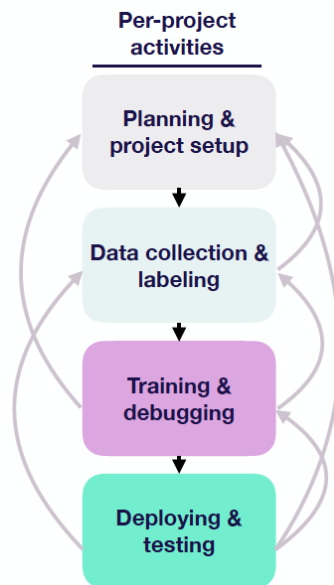 Per-project
activities
Planning &
project setup
Data collection &
labeling
Training &
debugging
Deploying &
testing